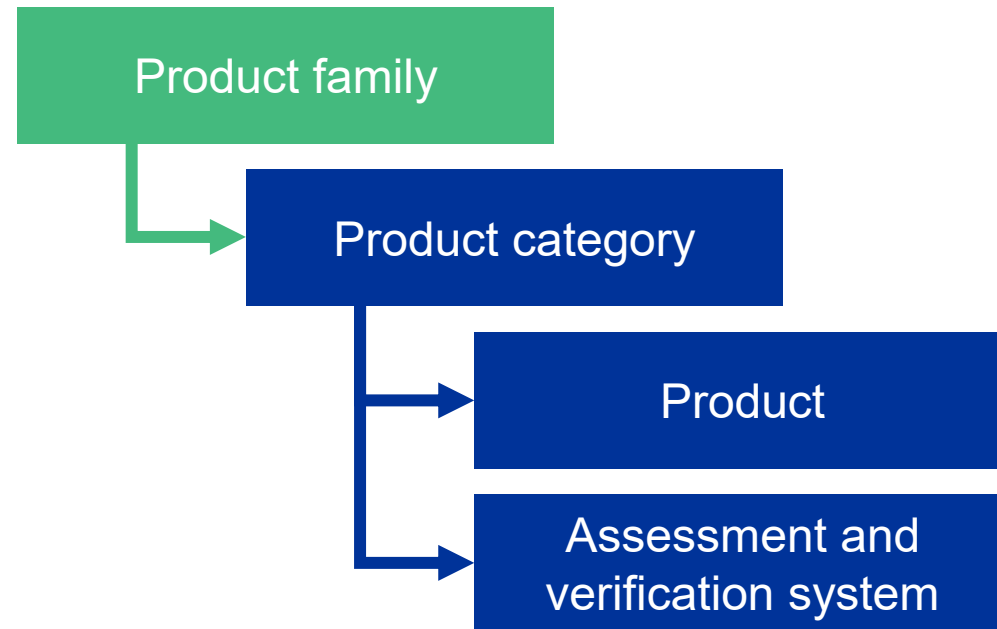 Product family
Product category
Product
Assessment and
verification system